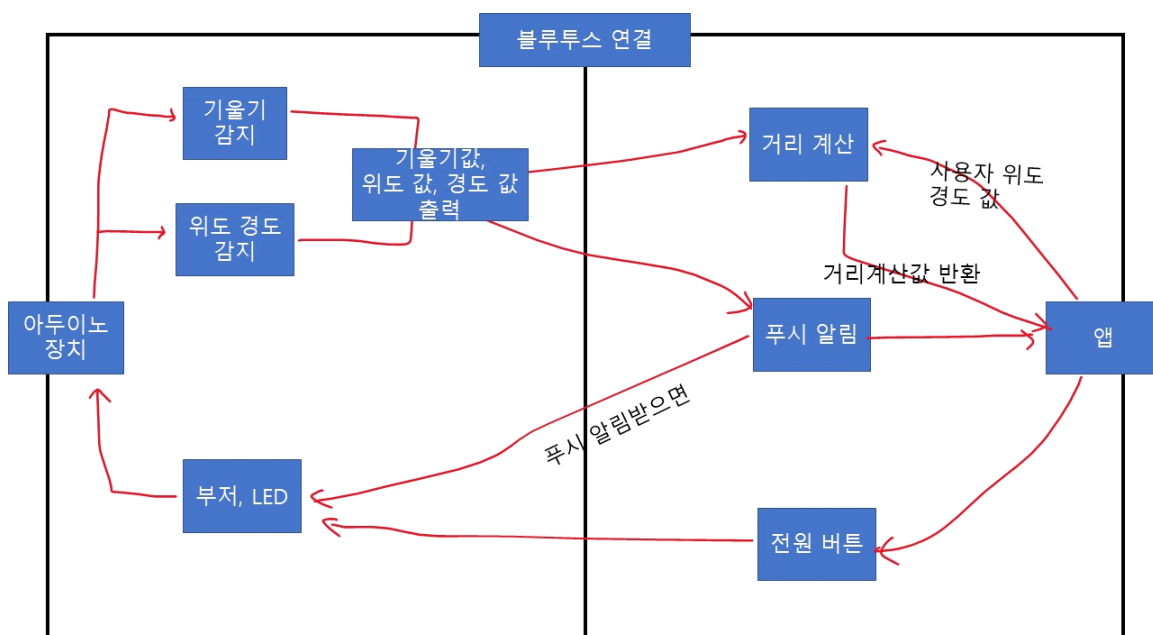 블루투스 연결
기울기
감지
기울기값,
위도 값, 경도 값
출력
거리 계산
사용자 위도
경도 값
위도 경도
감지
거리계산값 반환
아두이노
장치
푸시 알림
앱
푸시 알림받으면
부저, LED
전원 버튼